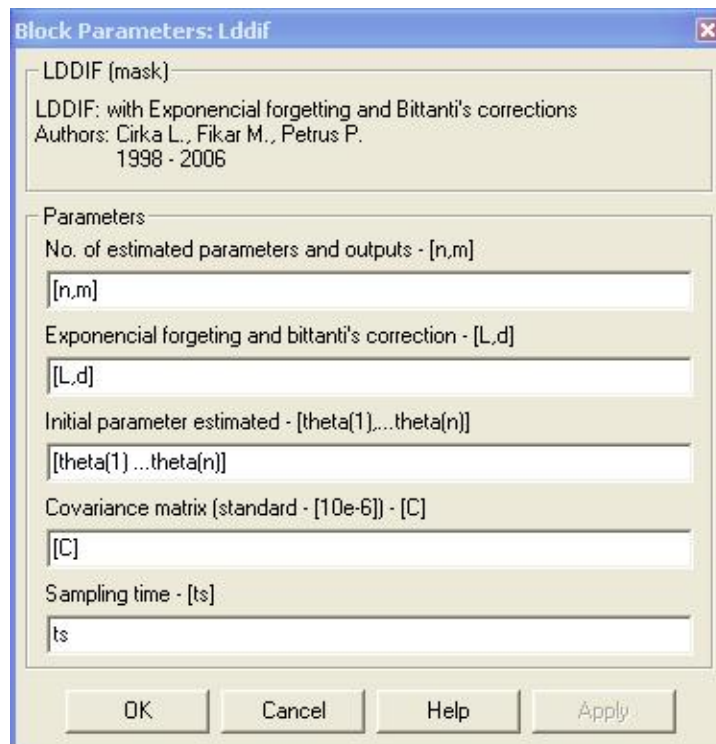 Block Parameters: Lddif
LDDIF (mask)
LDDIF: with Exponencial forgetting and Bittanti's corrections
Authors: Cirka L., Fikar M., Petrus P.
1998 - 2006
Parameters
No. of estimated parameters and outputs - [n,m]
[n,m]
Exponencial forgeting and bittanti's correction - [L,d]
[L,d]
Initial parameter estimated - [theta(1),...theta(n)]
[theta(1) ...theta(n)]
Covariance matrix (standard - [10e-6]) - [C]
[C]
Sampling time - [ts]
ts
OK Cancel Help Apply